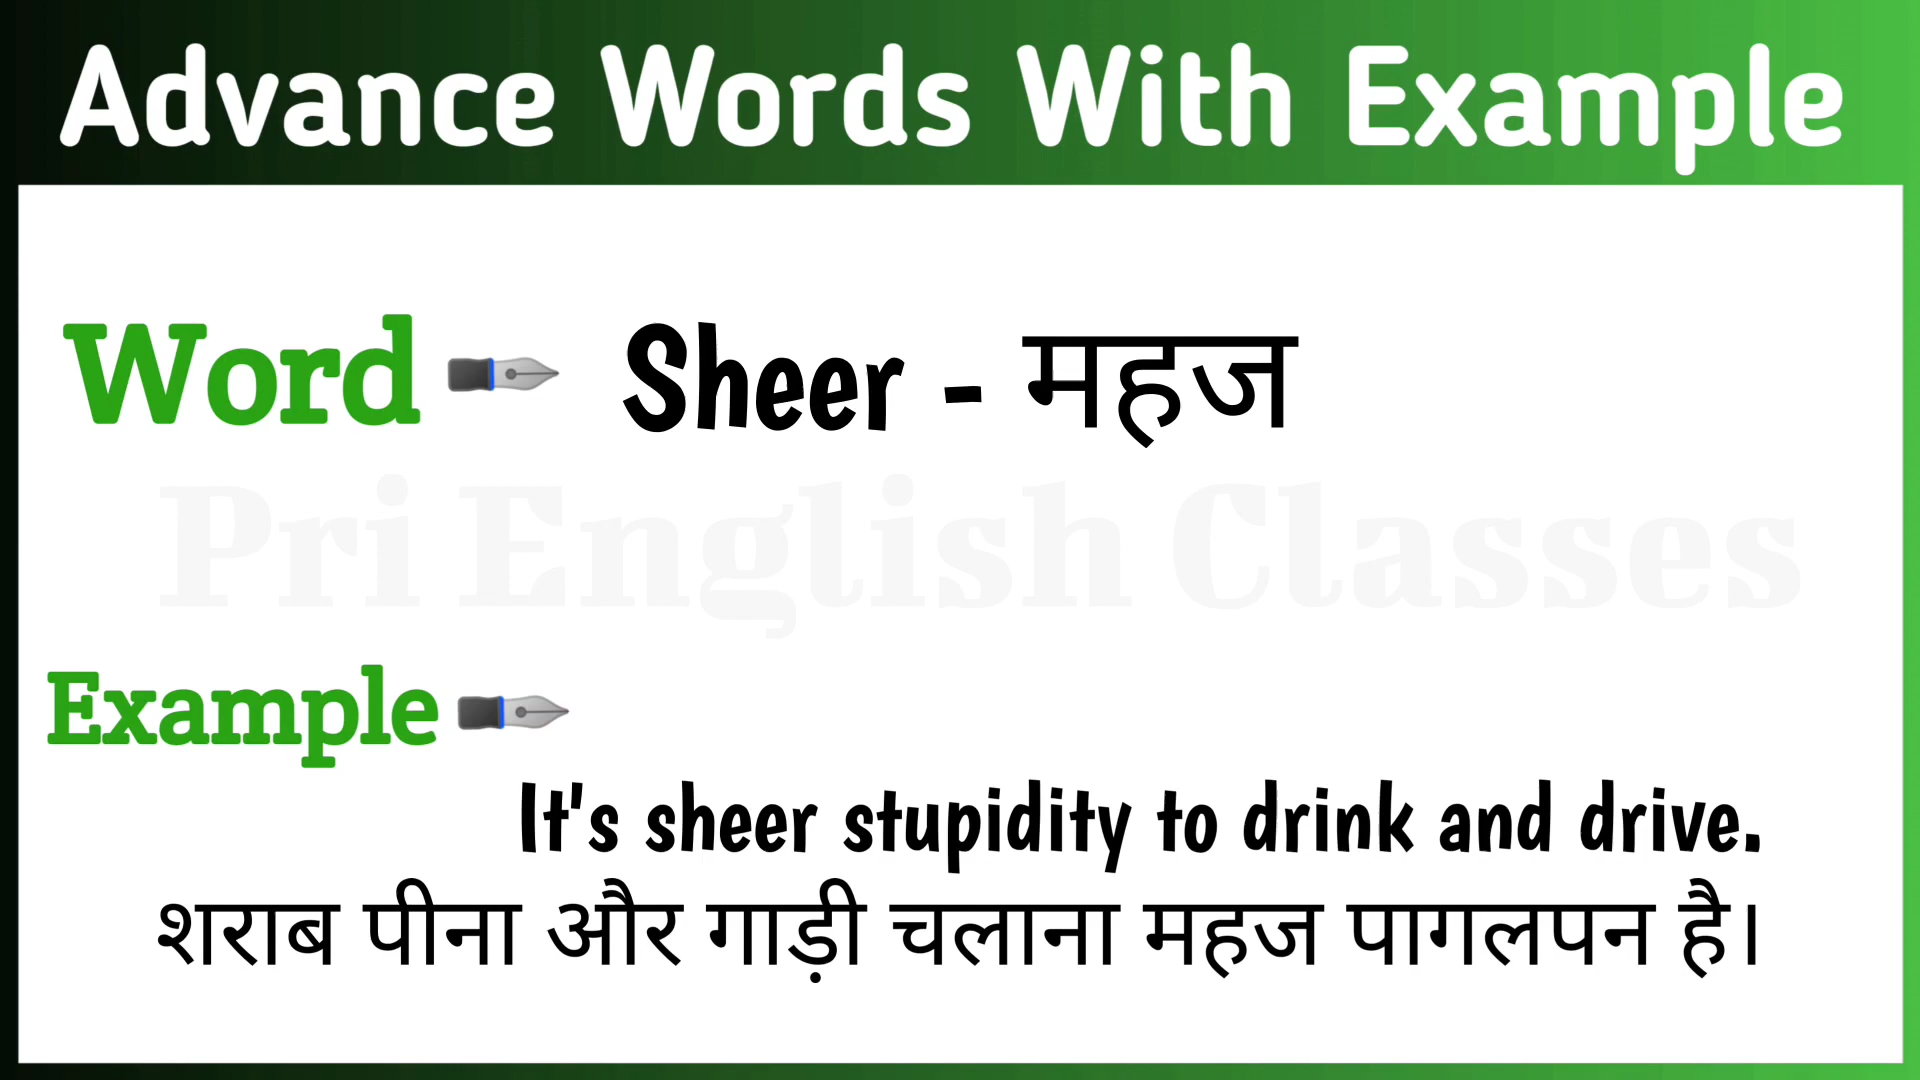 Advance Words With Example
Word ✒️ Sheer - महज
Pri English Classes
Example ✒️
It's sheer stupidity to drink and drive.
शराब पीना और गाड़ी चलाना महज पागलपन है।